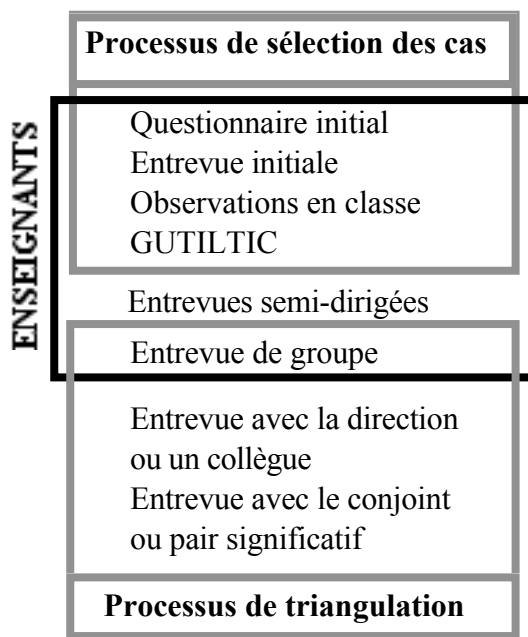 Processus de sélection des cas
ENSEIGNANTS
Questionnaire initial
Entrevue initiale
Observations en classe
GUTILTIC
Entrevues semi-dirigées
Entrevue de groupe
Entrevue avec la direction
ou un collègue
Entrevue avec le conjoint
ou pair significatif
Processus de triangulation